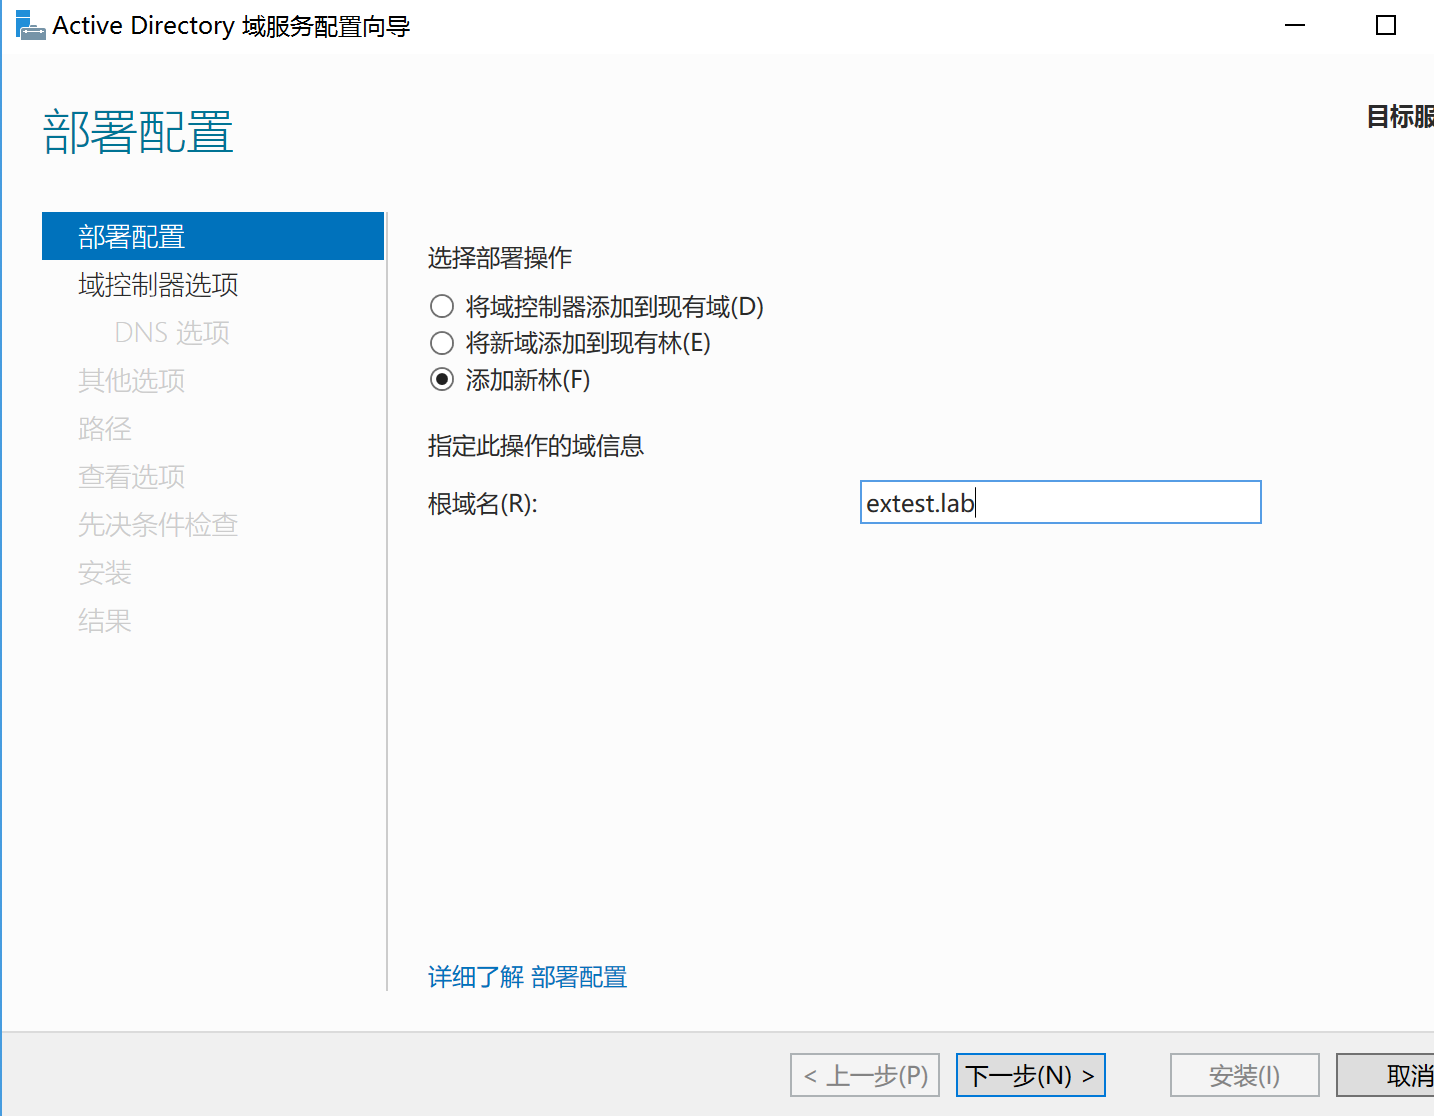 Active Directory 域服务配置向导
部署配置
目标服
部署配置
域控制器选项
DNS 选项
其他选项
路径
查看选项
先决条件检查
安装
结果
选择部署操作
将域控制器添加到现有域(D)
将新域添加到现有林(E)
添加新林(F)
指定此操作的域信息
根域名(R):
extest.lab
详细了解 部署配置
< 上一步(P)
下一步(N) >
安装(I)
取消